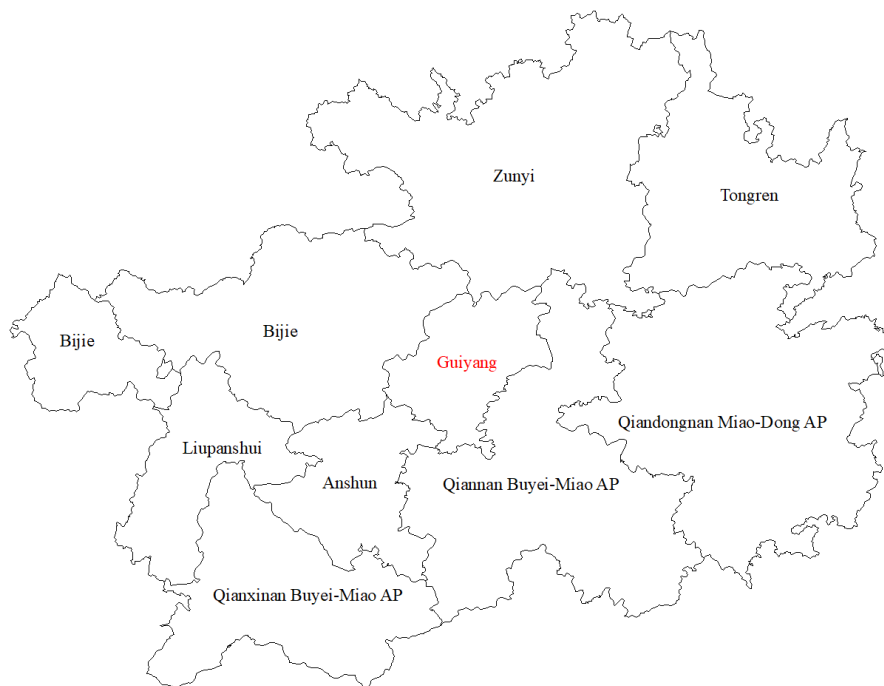 Zunyi
Tongren
Bijie
Bijie
Guiyang
Qiandongnan Miao-Dong AP
Liupanshui
Anshun
Qiannan Buyei-Miao AP
Qianxinan Buyei-Miao AP